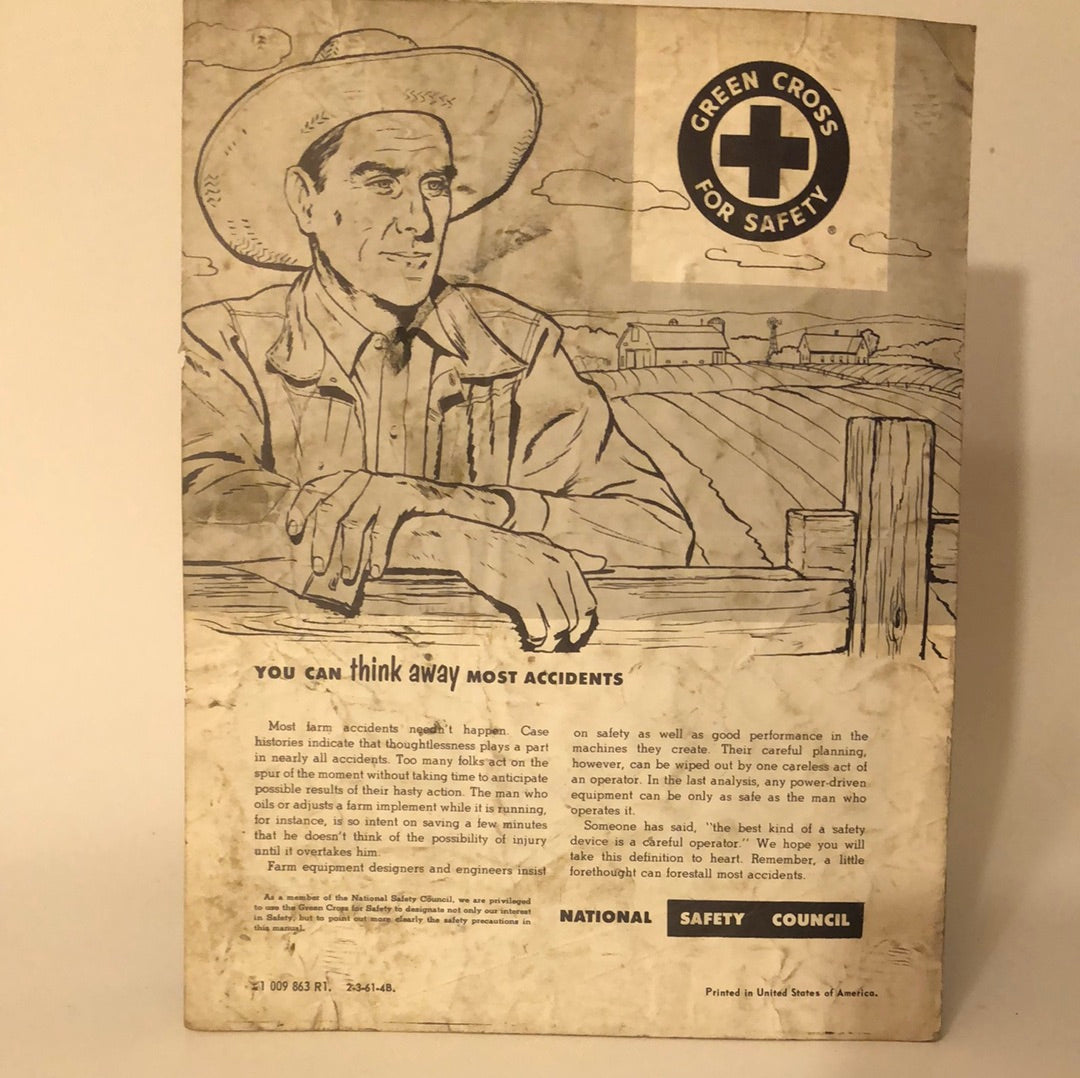 GREEN CROSS
FOR SAFETY
®
YOU CAN think away MOST ACCIDENTS
Most farm accidents needn't happen. Case
histories indicate that thoughtlessness plays a part
in nearly all accidents. Too many folks act on the
spur of the moment without taking time to anticipate
possible results of their hasty action. The man who
oils or adjusts a farm implement while it is running,
for instance, is so intent on saving a few minutes
that he doesn't think of the possibility of injury
until it overtakes him.
Farm equipment designers and engineers insist
on safety as well as good performance in the
machines they create. Their careful planning,
however, can be wiped out by one careless act of
an operator. In the last analysis, any power-driven
equipment can be only as safe as the man who
operates it.
Someone has said, "the best kind of a safety
device is a careful operator." We hope you will
take this definition to heart. Remember, a little
forethought can forestall most accidents.
As a member of the National Safety Council, we are privileged
to use the Green Cross for Safety to designate not only our interest
in Safety, but to point out more clearly the safety precautions in
this manual.
NATIONAL SAFETY COUNCIL
009 863 R1. 2-3-61-4B.
Printed in United States of America.